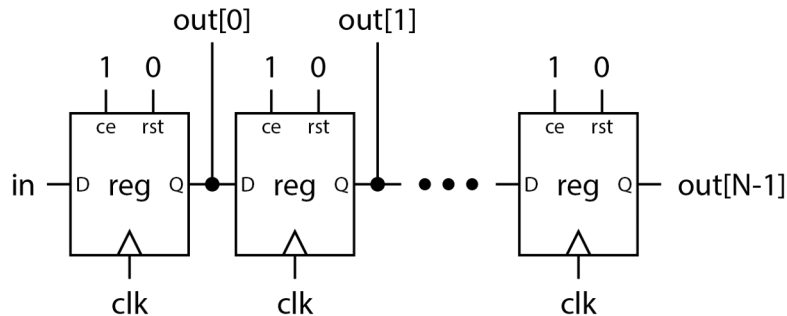 out[0] out[1]
1 0 1 0 1 0
ce rst ce rst ce rst
in D reg Q D reg Q D reg Q out[N-1]
clk clk clk